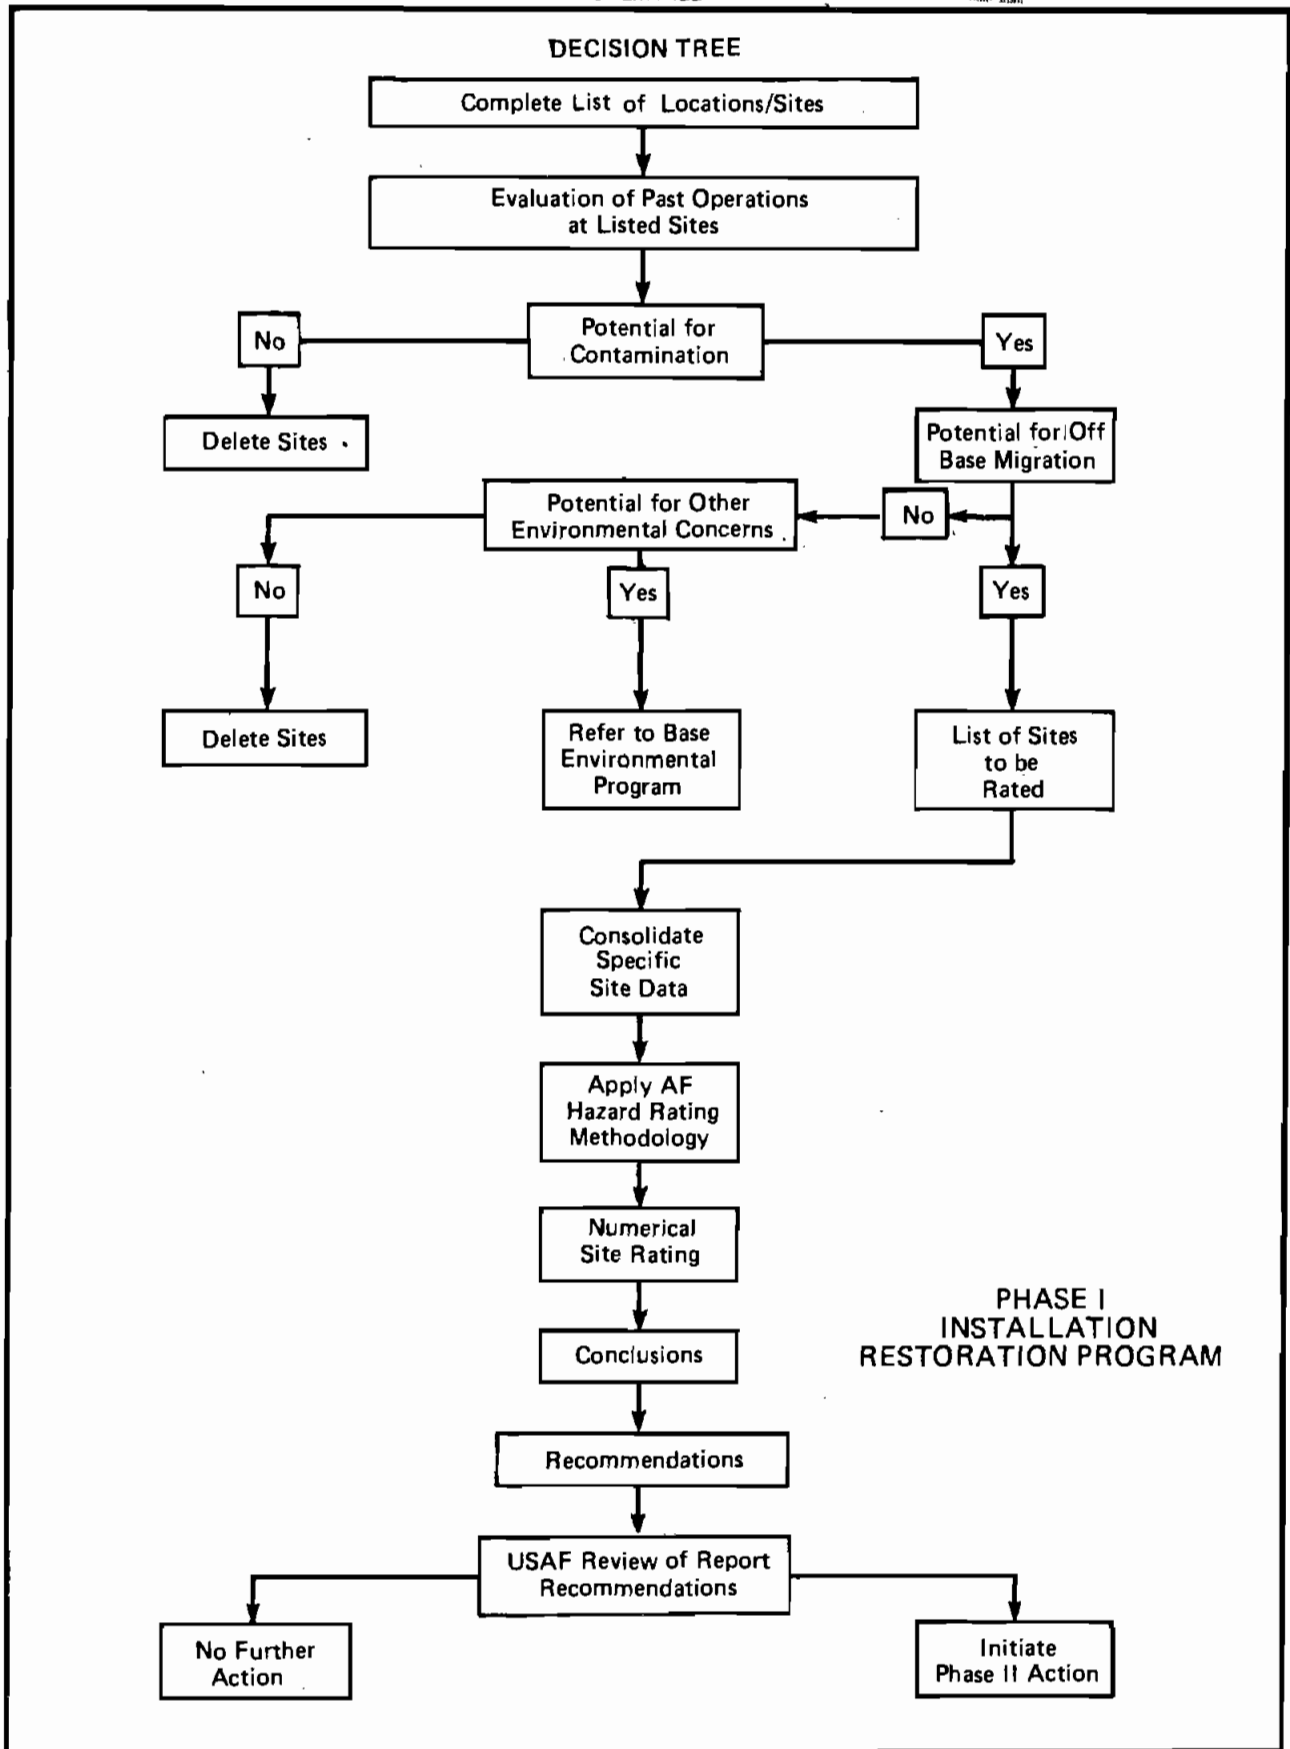 DECISION TREE
Complete List of Locations/Sites
Evaluation of Past Operations
at Listed Sites
Potential for
Contamination
No
Yes
Delete Sites
Potential for Off
Base Migration
Potential for Other
Environmental Concerns
No
No
Yes
Yes
Delete Sites
Refer to Base
Environmental
Program
List of Sites
to be
Rated
Consolidate
Specific
Site Data
Apply AF
Hazard Rating
Methodology
Numerical
Site Rating
PHASE I
INSTALLATION
RESTORATION PROGRAM
Conclusions
Recommendations
USAF Review of Report
Recommendations
No Further
Action
Initiate
Phase II Action